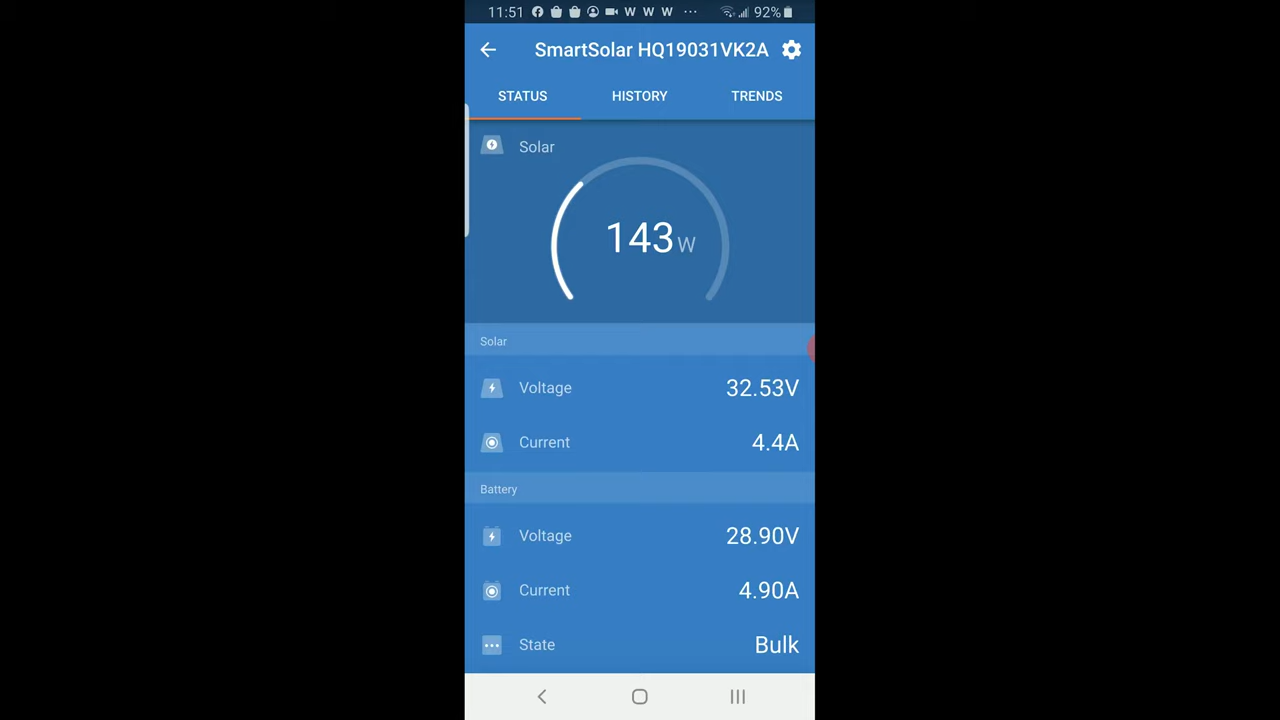 11:51 W W W ... 92%
SmartSolar HQ19031VK2A
STATUS HISTORY TRENDS
Solar
143W
Solar
Voltage 32.53V
Current 4.4A
Battery
Voltage 28.90V
Current 4.90A
State Bulk